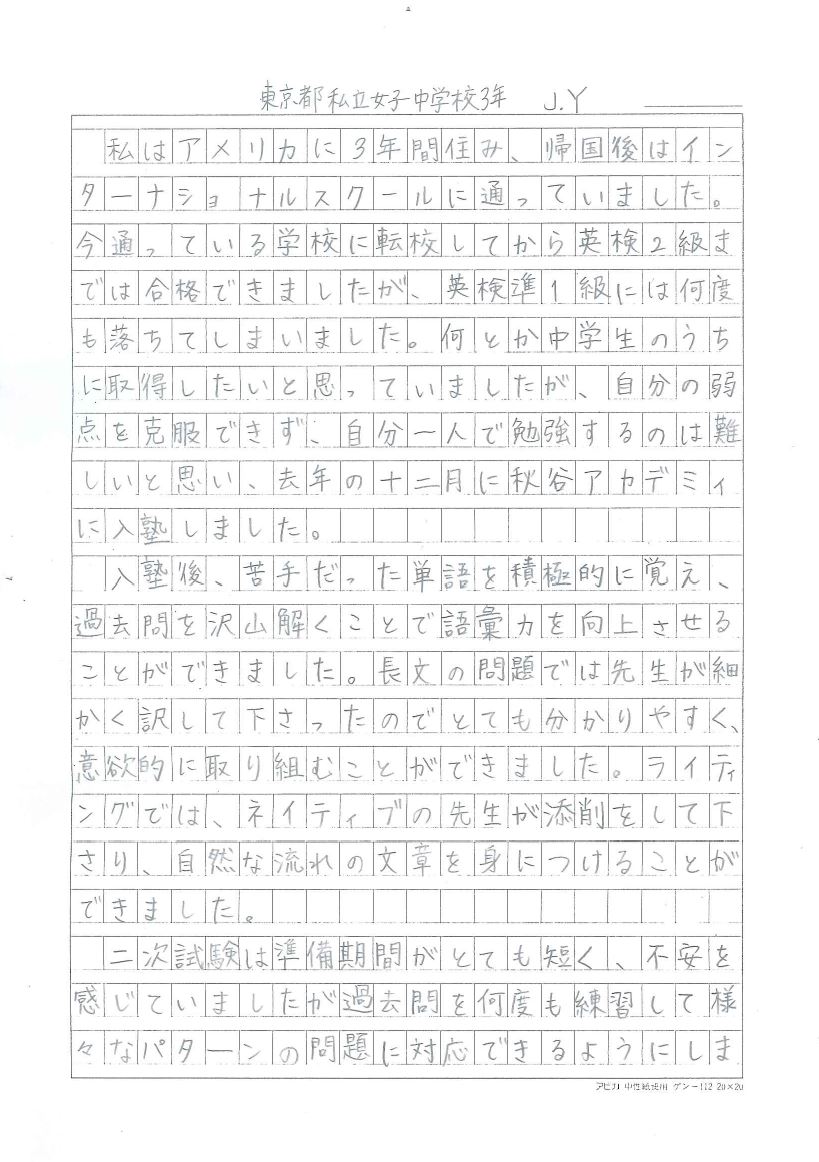 東京都私立女子中学校3年 J.Y
私はアメリカに3年間住み、帰国後はイン
ターナショナルスクールに通っていました。
今通っている学校に転校してから英検2級ま
では合格できましたが、英検準1級には何度
も落ちてしまいました。何とか中学生のうち
に取得したいと思っていましたが、自分の弱
点を克服できず、自分一人で勉強するのは難
しいと思い、去年の十二月に秋谷アカデミィ
に入塾しました。
入塾後、苦手だった単語を積極的に覚え、
過去問を沢山解くことで語彙力を向上させる
ことができました。長文の問題では先生が細
かく訳して下さったのでとても分かりやすく、
意欲的に取り組むことができました。ライティ
ングでは、ネイティブの先生が添削をして下
さり、自然な流れの文章を身につけることが
できました。
二次試験は準備期間がとても短く、不安を
感じていましたが過去問を何度も練習して様
々なパターンの問題に対応できるようにしま
アピカ 中性紙使用 ゲンー112 20×20